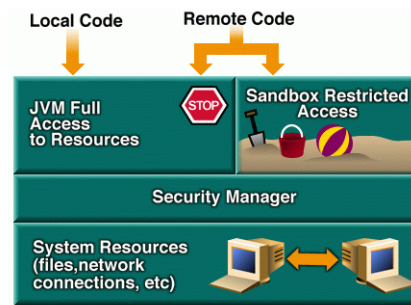 Local Code
Remote Code
JVM Full
Access
to Resources
STOP
Sandbox Restricted
Access
Security Manager
System Resources
(files,network
connections, etc)